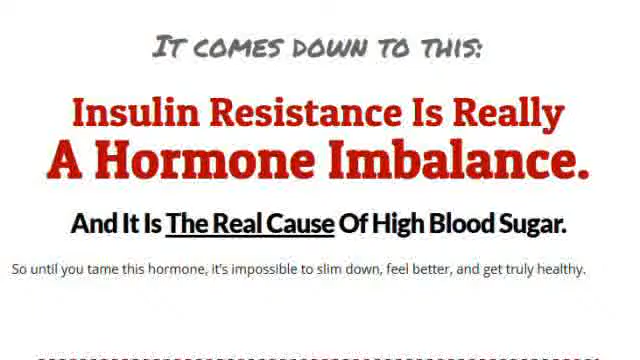 It comes down to this:
Insulin Resistance Is Really
A Hormone Imbalance.
And It Is The Real Cause Of High Blood Sugar.
So until you tame this hormone, it's impossible to slim down, feel better, and get truly healthy.